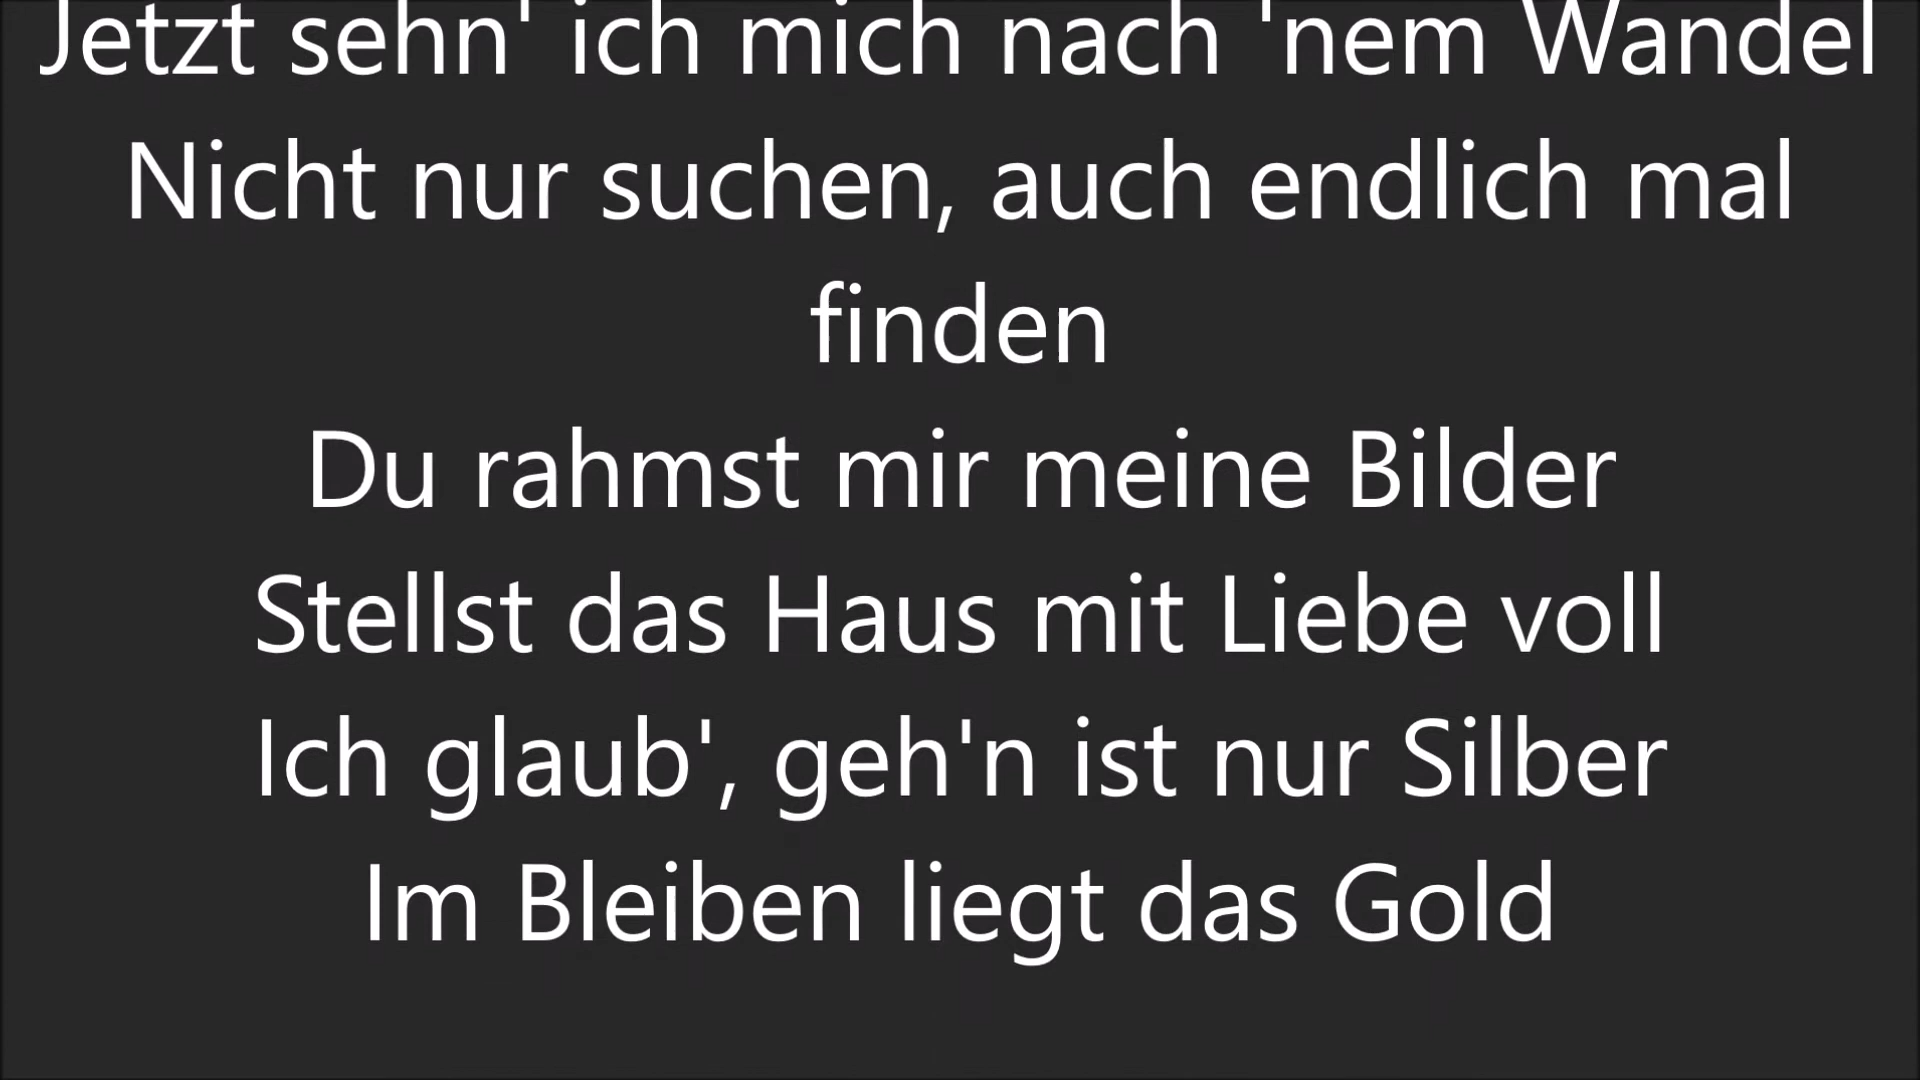 Jetzt sehn' ich mich nach 'nem Wandel
Nicht nur suchen, auch endlich mal
finden
Du rahmst mir meine Bilder
Stellst das Haus mit Liebe voll
Ich glaub', geh'n ist nur Silber
Im Bleiben liegt das Gold